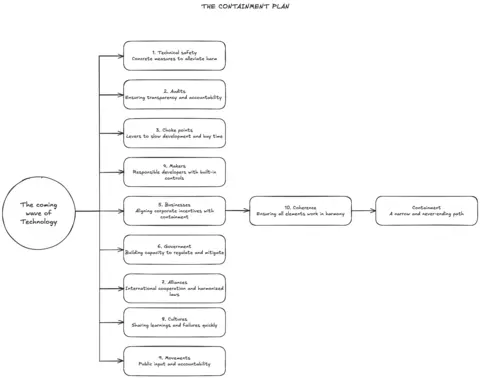 THE CONTAINMENT PLAN
1. Technical safety
Concrete measures to alleviate harm
2. Audits
Ensuring transparency and accountability
3. Choke points
Levers to slow development and buy time
4. Makers
Responsible developers with built-in
controls
The coming
wave of
Technology
5. Businesses
Aligning corporate incentives with
containment
10. Coherence
Ensuring all elements work in harmony
Containment
A narrow and never-ending path
6. Government
Building capacity to regulate and mitigate
7. Alliances
International cooperation and harmonized
laws
8. Cultures
Sharing learnings and failures quickly
9. Movements
Public input and accountability